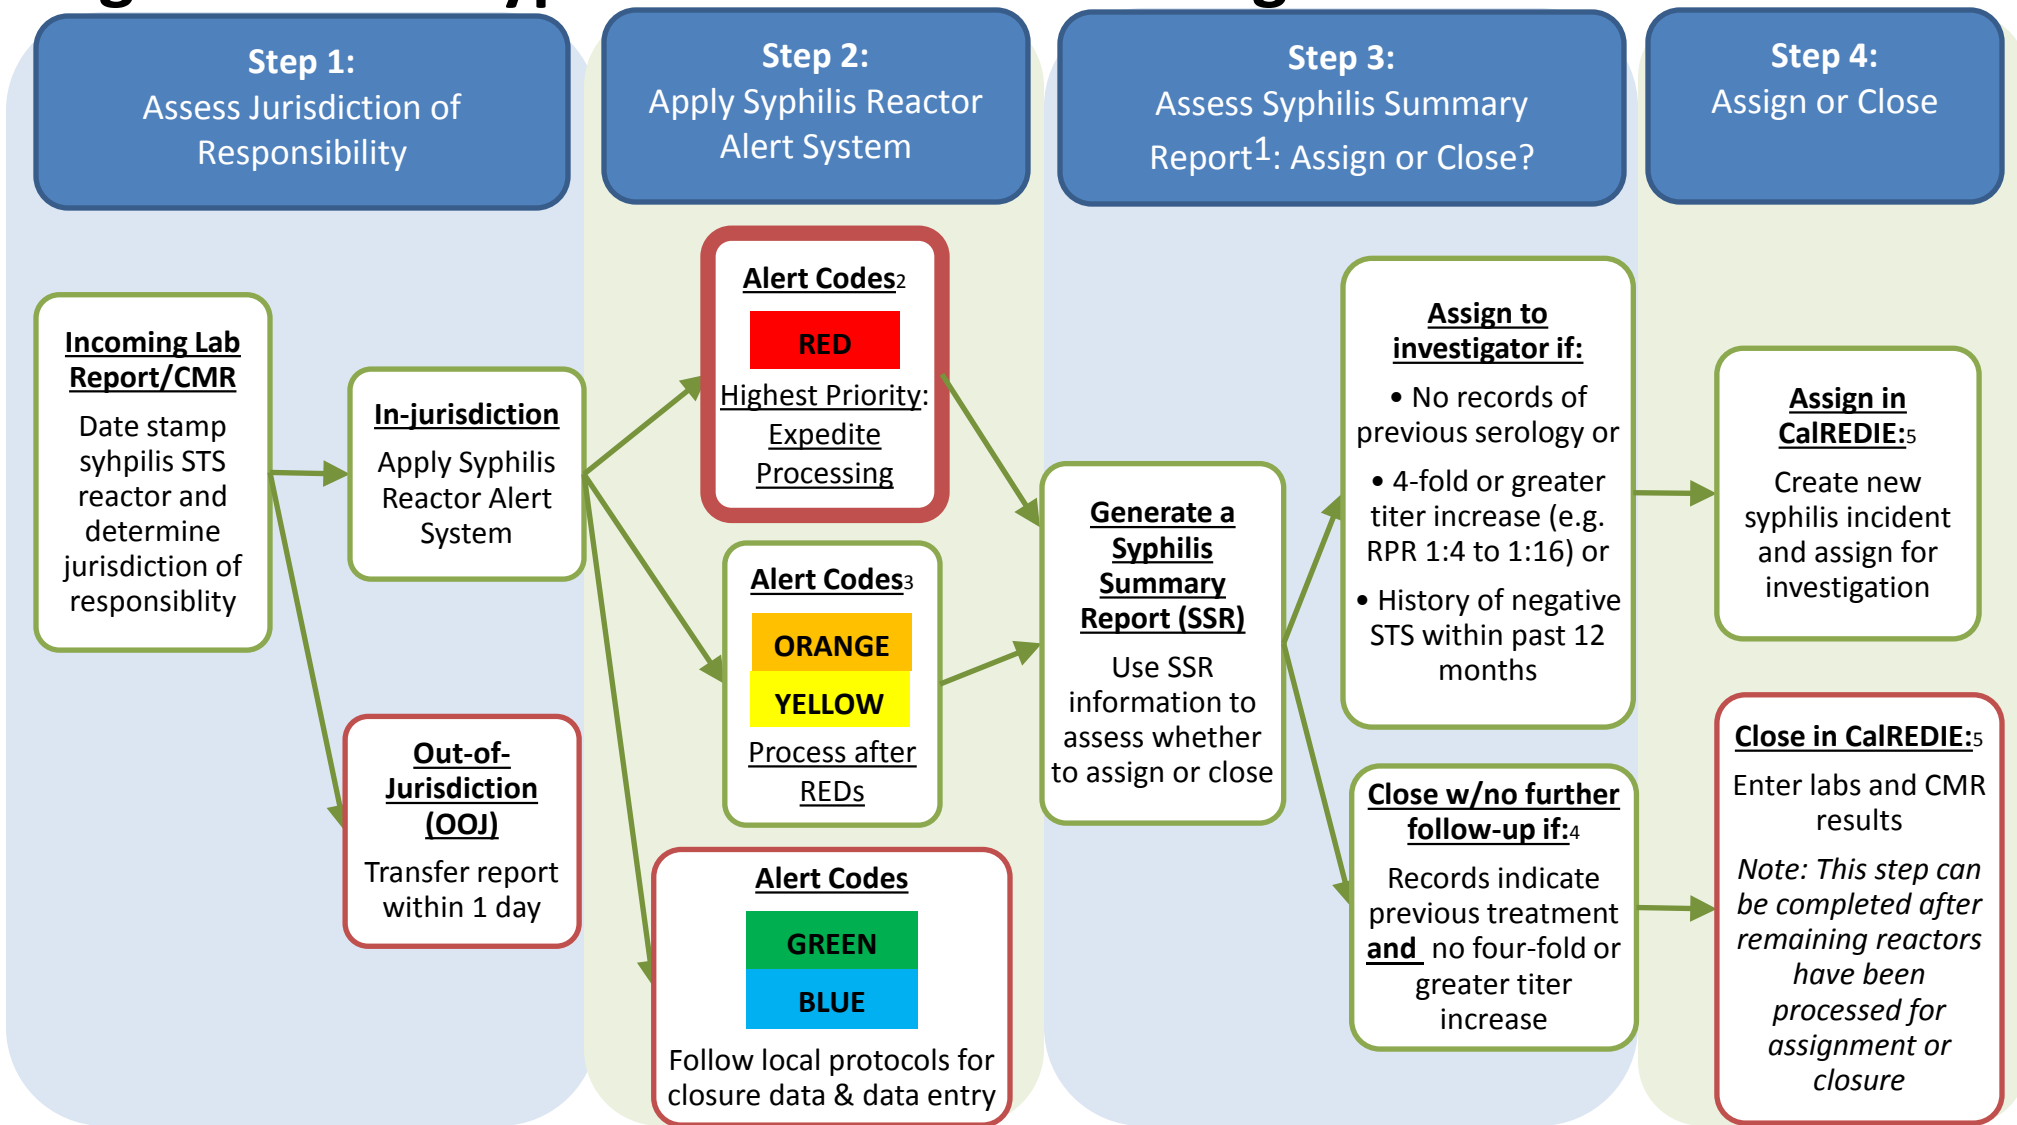 Step 1:
Assess Jurisdiction of
Responsibility
Step 2:
Apply Syphilis Reactor
Alert System
Step 3:
Assess Syphilis Summary
Report1: Assign or Close?
Step 4:
Assign or Close
Incoming Lab
Report/CMR
Date stamp
syhpilis STS
reactor and
determine
jurisdiction of
responsiblity
In-jurisdiction
Apply Syphilis
Reactor Alert
System
Out-of-
Jurisdiction
(OOJ)
Transfer report
within 1 day
Alert Codes2
RED
Highest Priority:
Expedite
Processing
Alert Codes3
ORANGE
YELLOW
Process after
REDs
Alert Codes
GREEN
BLUE
Follow local protocols for
closure data & data entry
Generate a
Syphilis
Summary
Report (SSR)
Use SSR
information to
assess whether
to assign or close
Assign to
investigator if:
• No records of
previous serology or
• 4-fold or greater
titer increase (e.g.
RPR 1:4 to 1:16) or
• History of negative
STS within past 12
months
Close w/no further
follow-up if:4
Records indicate
previous treatment
and no four-fold or
greater titer
increase
Assign in
CalREDIE:5
Create new
syphilis incident
and assign for
investigation
Close in CalREDIE:5
Enter labs and CMR
results
Note: This step can
be completed after
remaining reactors
have been
processed for
assignment or
closure